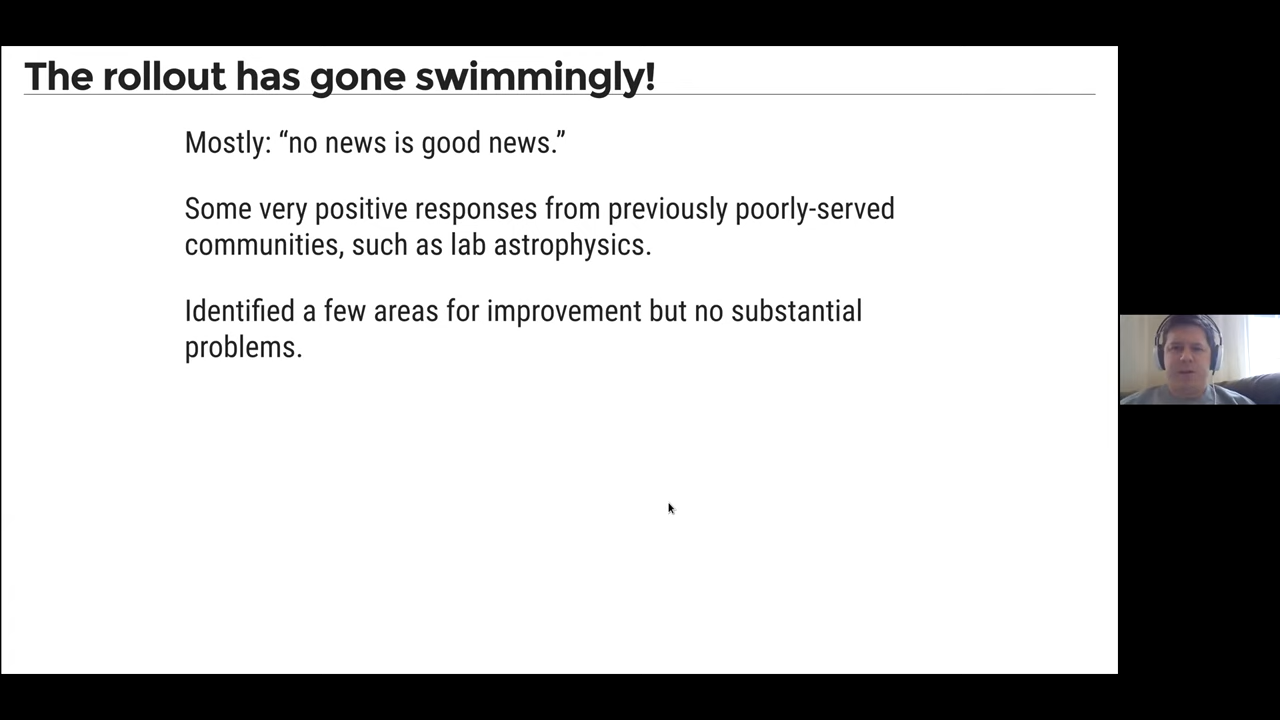 The rollout has gone swimmingly!
Mostly: “no news is good news.”
Some very positive responses from previously poorly-served
communities, such as lab astrophysics.
Identified a few areas for improvement but no substantial
problems.